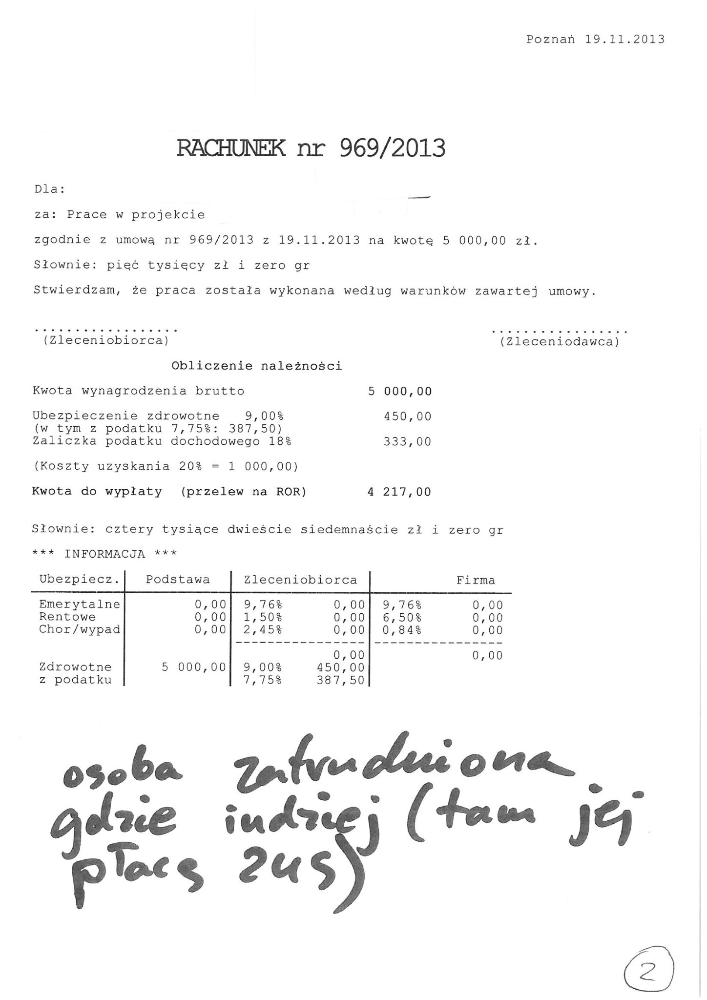 Poznań 19.11.2013
RACHUNEK nr 969/2013
Dla:
za: Prace w projekcie
zgodnie z umową nr 969/2013 z 19.11.2013 na kwotę 5 000,00 zł.
Słownie: pięć tysięcy zł i zero gr
Stwierdzam, że praca została wykonana według warunków zawartej umowy.
.................. .................
(Zleceniobiorca) (Zleceniodawca)
Obliczenie należności
Kwota wynagrodzenia brutto 5 000,00
Ubezpieczenie zdrowotne 9,00% 450,00
(w tym z podatku 7,75%: 387,50)
Zaliczka podatku dochodowego 18% 333,00
(Koszty uzyskania 20% = 1 000,00)
Kwota do wypłaty (przelew na ROR) 4 217,00
Słownie: cztery tysiące dwieście siedemnaście zł i zero gr
*** INFORMACJA ***
Ubezpiecz. Podstawa Zleceniobiorca Firma
Emerytalne 0,00 9,76% 0,00 9,76% 0,00
Rentowe 0,00 1,50% 0,00 6,50% 0,00
Chor/wypad 0,00 2,45% 0,00 0,84% 0,00
0,00 0,00
Zdrowotne 5 000,00 9,00% 450,00
z podatku 7,75% 387,50
osoba zatrudniona
gdzie indziej (tam jej
płacą zus)
2